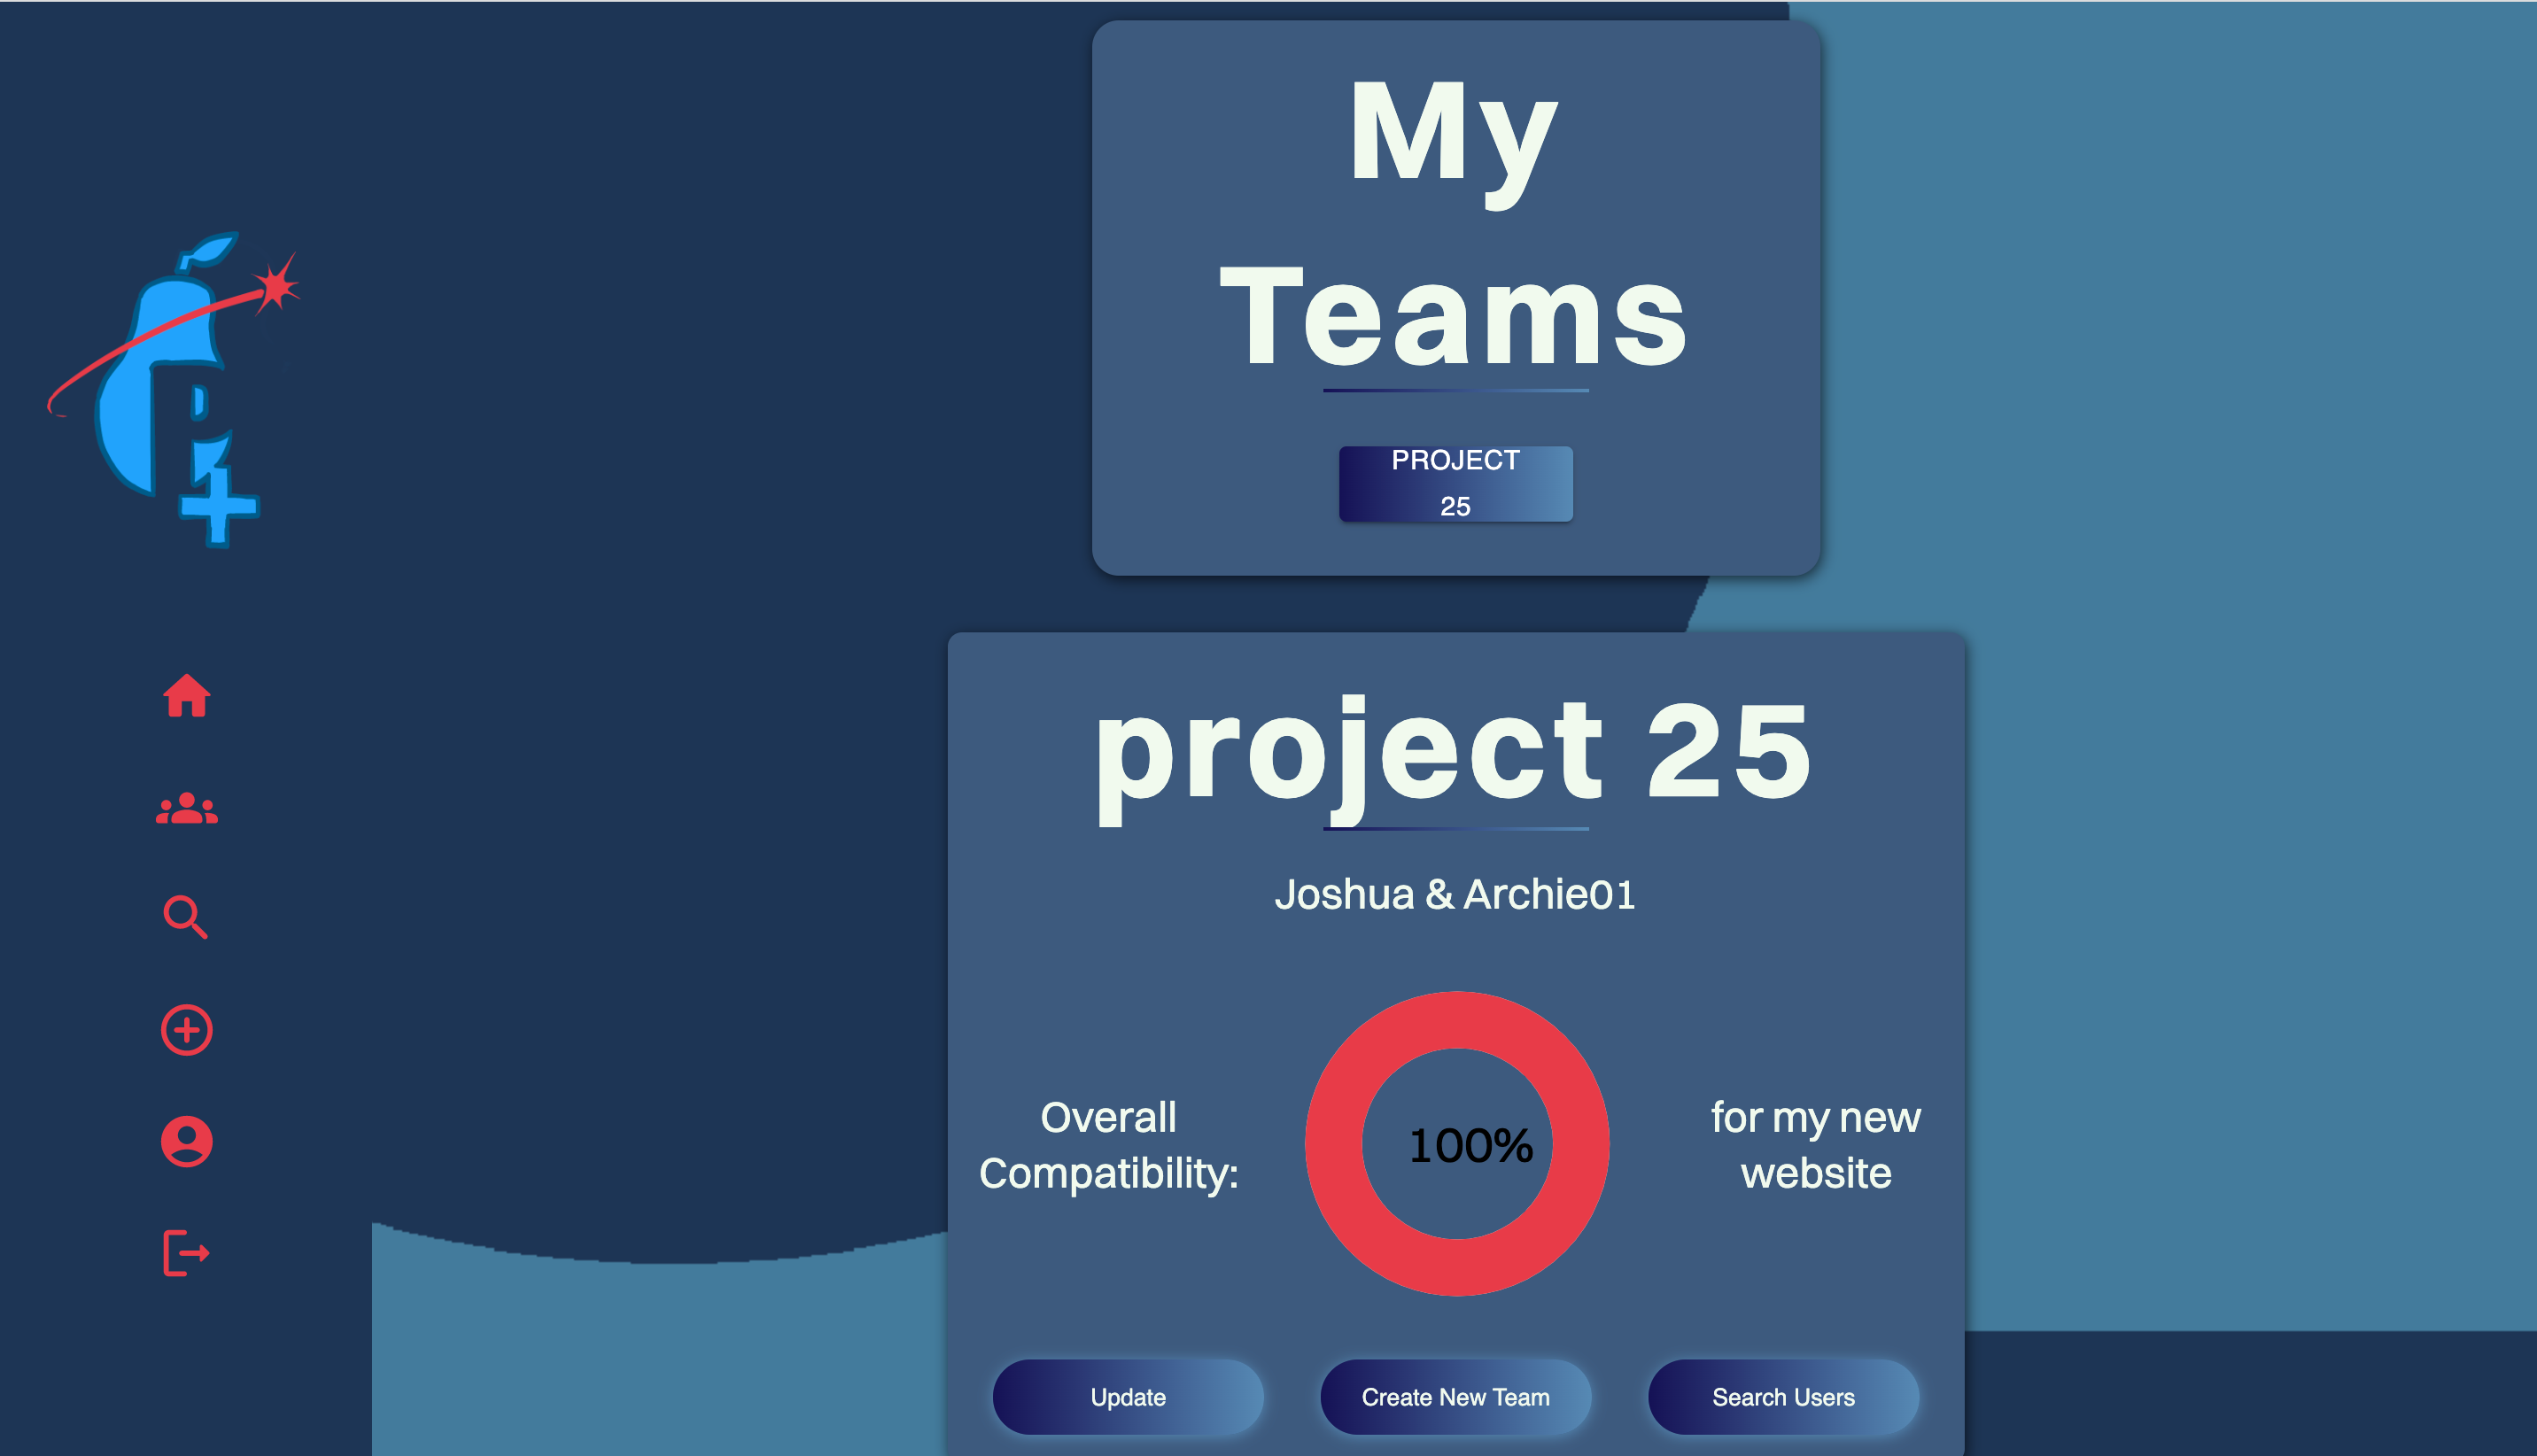 My
Teams
PROJECT
25
project 25
Joshua & Archie01
Overall
Compatibility:
100%
for my new
website
Update
Create New Team
Search Users